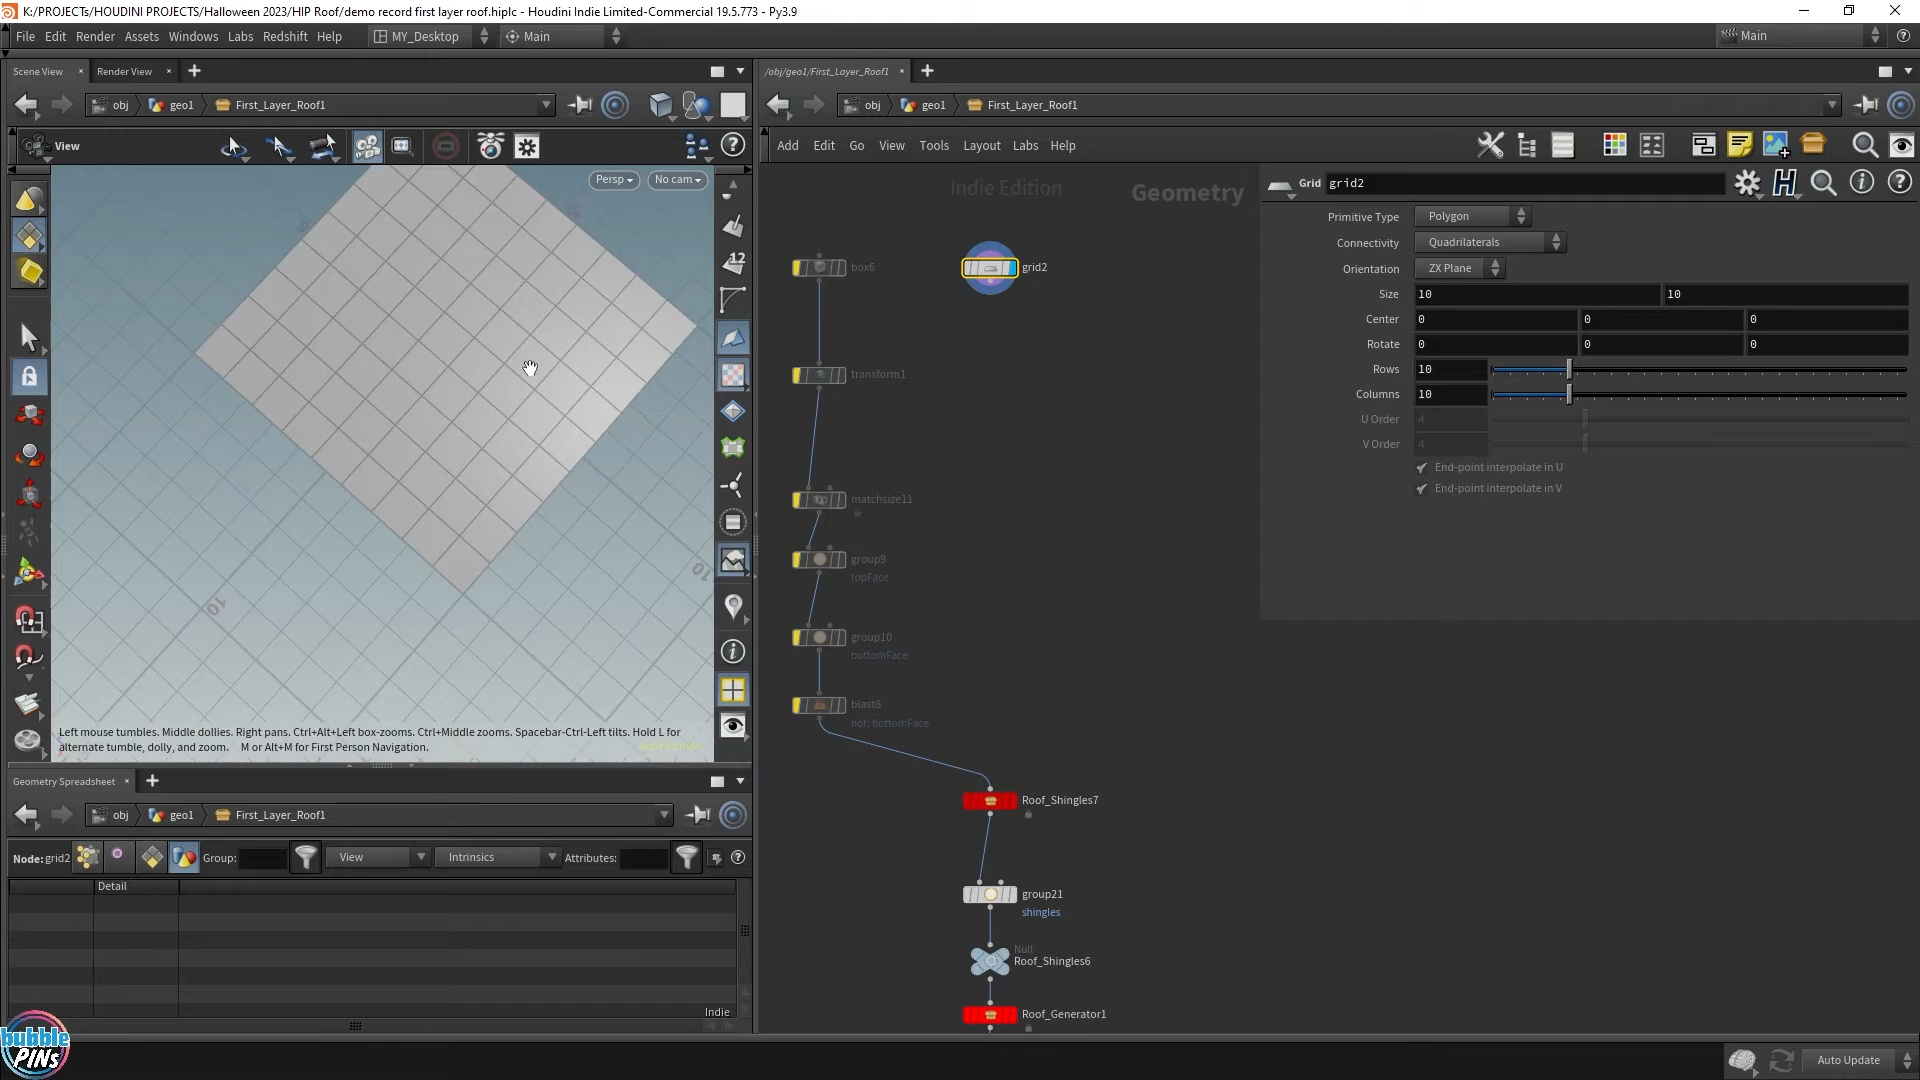 K:/PROJECTs/HOUDINI PROJECTS/Halloween 2023/HIP Roof/demo record first layer roof.hiplc - Houdini Indie Limited-Commercial 19.5.773 - Py3.9
File Edit Render Assets Windows Labs Redshift Help MY_Desktop Main Main
Scene View × Render View × /obj/geo1/First_Layer_Roof1 ×
obj geo1 First_Layer_Roof1 obj geo1 First_Layer_Roof1
View Add Edit Go View Tools Layout Labs Help
Persp No cam
Indie Edition Geometry
Grid grid2
Primitive Type Polygon
Connectivity Quadrilaterals
Orientation ZX Plane
Size 10 10
Center 0 0 0
Rotate 0 0 0
Rows 10
Columns 10
U Order 4
V Order 4
End-point interpolate in U
End-point interpolate in V
box6 grid2
transform1
matchsize11
group9
topFace
group10
bottomFace
blast8
not: bottomFace
Roof_Shingles7
group21
shingles
Null
Roof_Shingles6
Roof_Generator1
12
10
10
Left mouse tumbles. Middle dollies. Right pans. Ctrl+Alt+Left box-zooms. Ctrl+Middle zooms. Spacebar-Ctrl-Left tilts. Hold L for
alternate tumble, dolly, and zoom. M or Alt+M for First Person Navigation.
Indie Edition
Geometry Spreadsheet ×
obj geo1 First_Layer_Roof1
Node: grid2 Group: View Intrinsics Attributes:
Detail
Indie
bubble
PINS
Auto Update